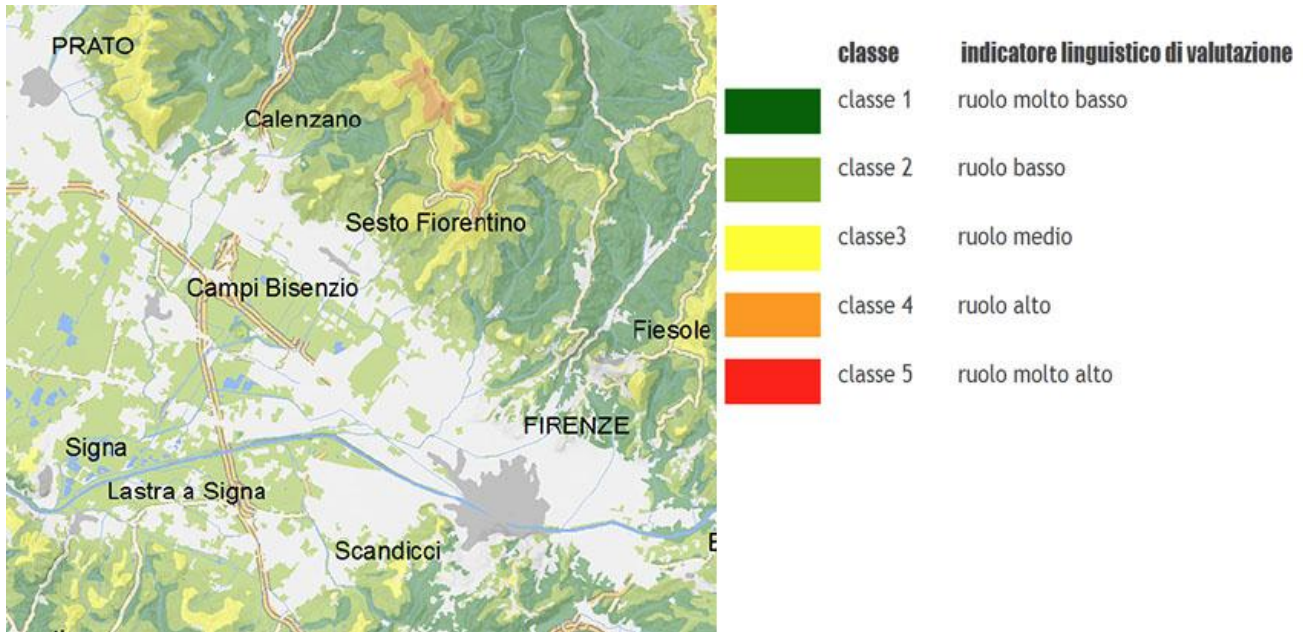 PRATO
Calenzano
Sesto Fiorentino
Campi Bisenzio
Fiesole
FIRENZE
Signa
Lastra a Signa
Scandicci
classe indicatore linguistico di valutazione
classe 1 ruolo molto basso
classe 2 ruolo basso
classe3 ruolo medio
classe 4 ruolo alto
classe 5 ruolo molto alto